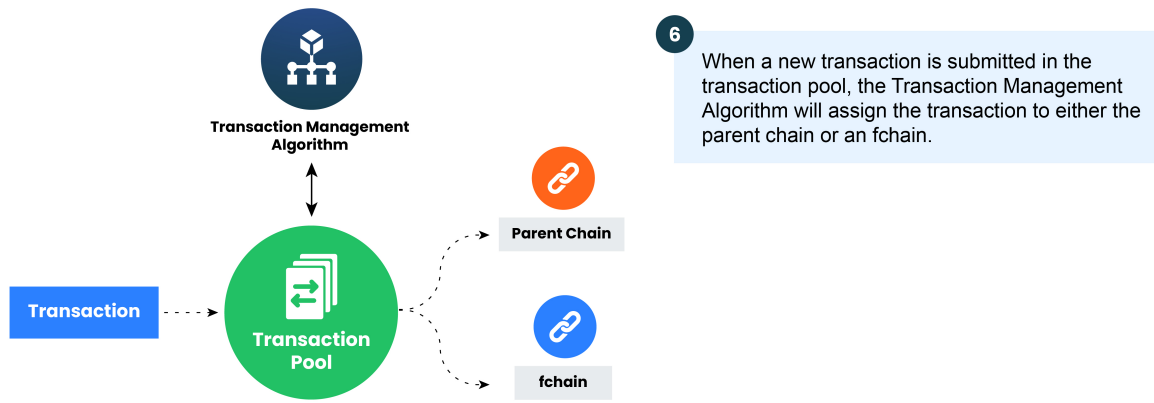 Transaction Management
Algorithm
Transaction
Transaction
Pool
Parent Chain
fchain
6
When a new transaction is submitted in the
transaction pool, the Transaction Management
Algorithm will assign the transaction to either the
parent chain or an fchain.